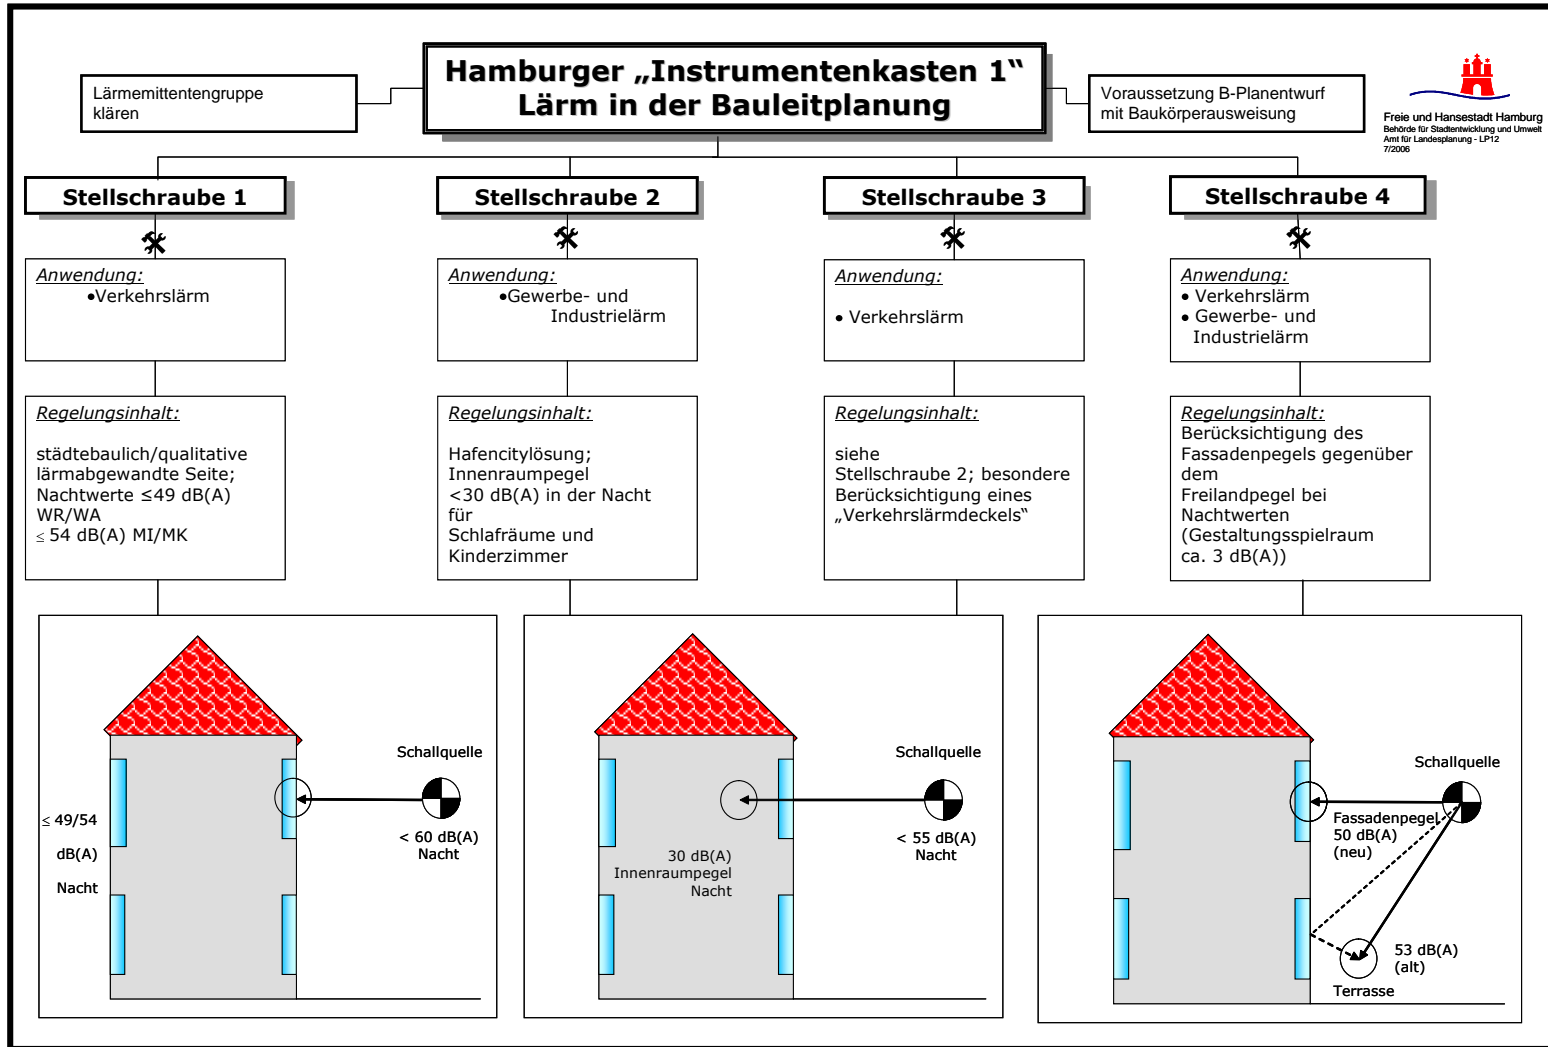 Hamburger „Instrumentenkasten 1“
Lärm in der Bauleitplanung
Lärmemittentengruppe
klären
Voraussetzung B-Planentwurf
mit Baukörperausweisung
Freie und Hansestadt Hamburg
Behörde für Stadtentwicklung und Umwelt
Amt für Landesplanung - LP12
7/2006
Stellschraube 1
Stellschraube 2
Stellschraube 3
Stellschraube 4
Anwendung:
•Verkehrslärm
Anwendung:
•Gewerbe- und
Industrielärm
Anwendung:
• Verkehrslärm
Anwendung:
• Verkehrslärm
• Gewerbe- und
Industrielärm
Regelungsinhalt:
städtebaulich/qualitative
lärmabgewandte Seite;
Nachtwerte ≤49 dB(A)
WR/WA
≤ 54 dB(A) MI/MK
Regelungsinhalt:
Hafencitylösung;
Innenraumpegel
<30 dB(A) in der Nacht
für
Schlafräume und
Kinderzimmer
Regelungsinhalt:
siehe
Stellschraube 2; besondere
Berücksichtigung eines
„Verkehrslärmdeckels“
Regelungsinhalt:
Berücksichtigung des
Fassadenpegels gegenüber
dem
Freilandpegel bei
Nachtwerten
(Gestaltungsspielraum
ca. 3 dB(A))
Schallquelle
≤ 49/54
dB(A)
Nacht
< 60 dB(A)
Nacht
Schallquelle
30 dB(A)
Innenraumpegel
Nacht
< 55 dB(A)
Nacht
Schallquelle
Fassadenpegel
50 dB(A)
(neu)
53 dB(A)
(alt)
Terrasse